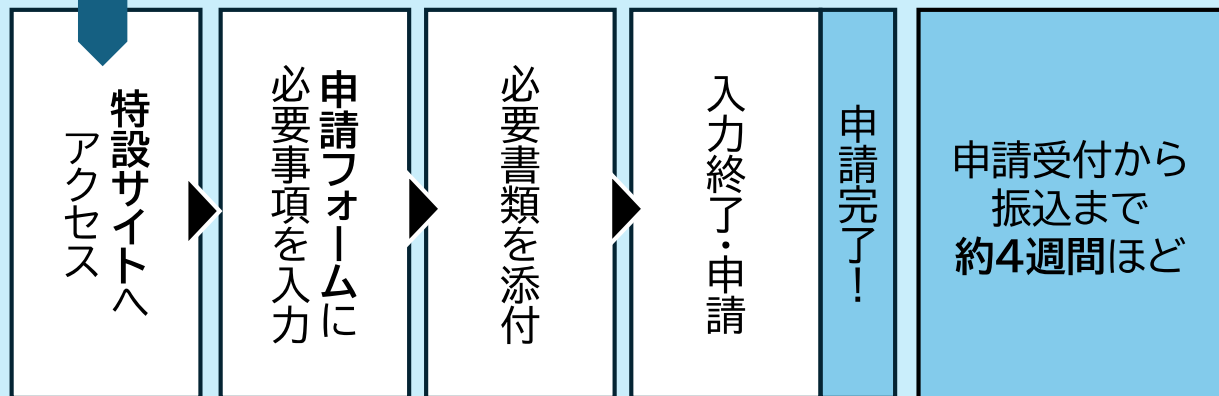 特設サイトへ
アクセス
申請フォームに
必要事項を入力
必要書類を添付
入力終了・申請
申請完了！
申請受付から
振込まで
約4週間ほど